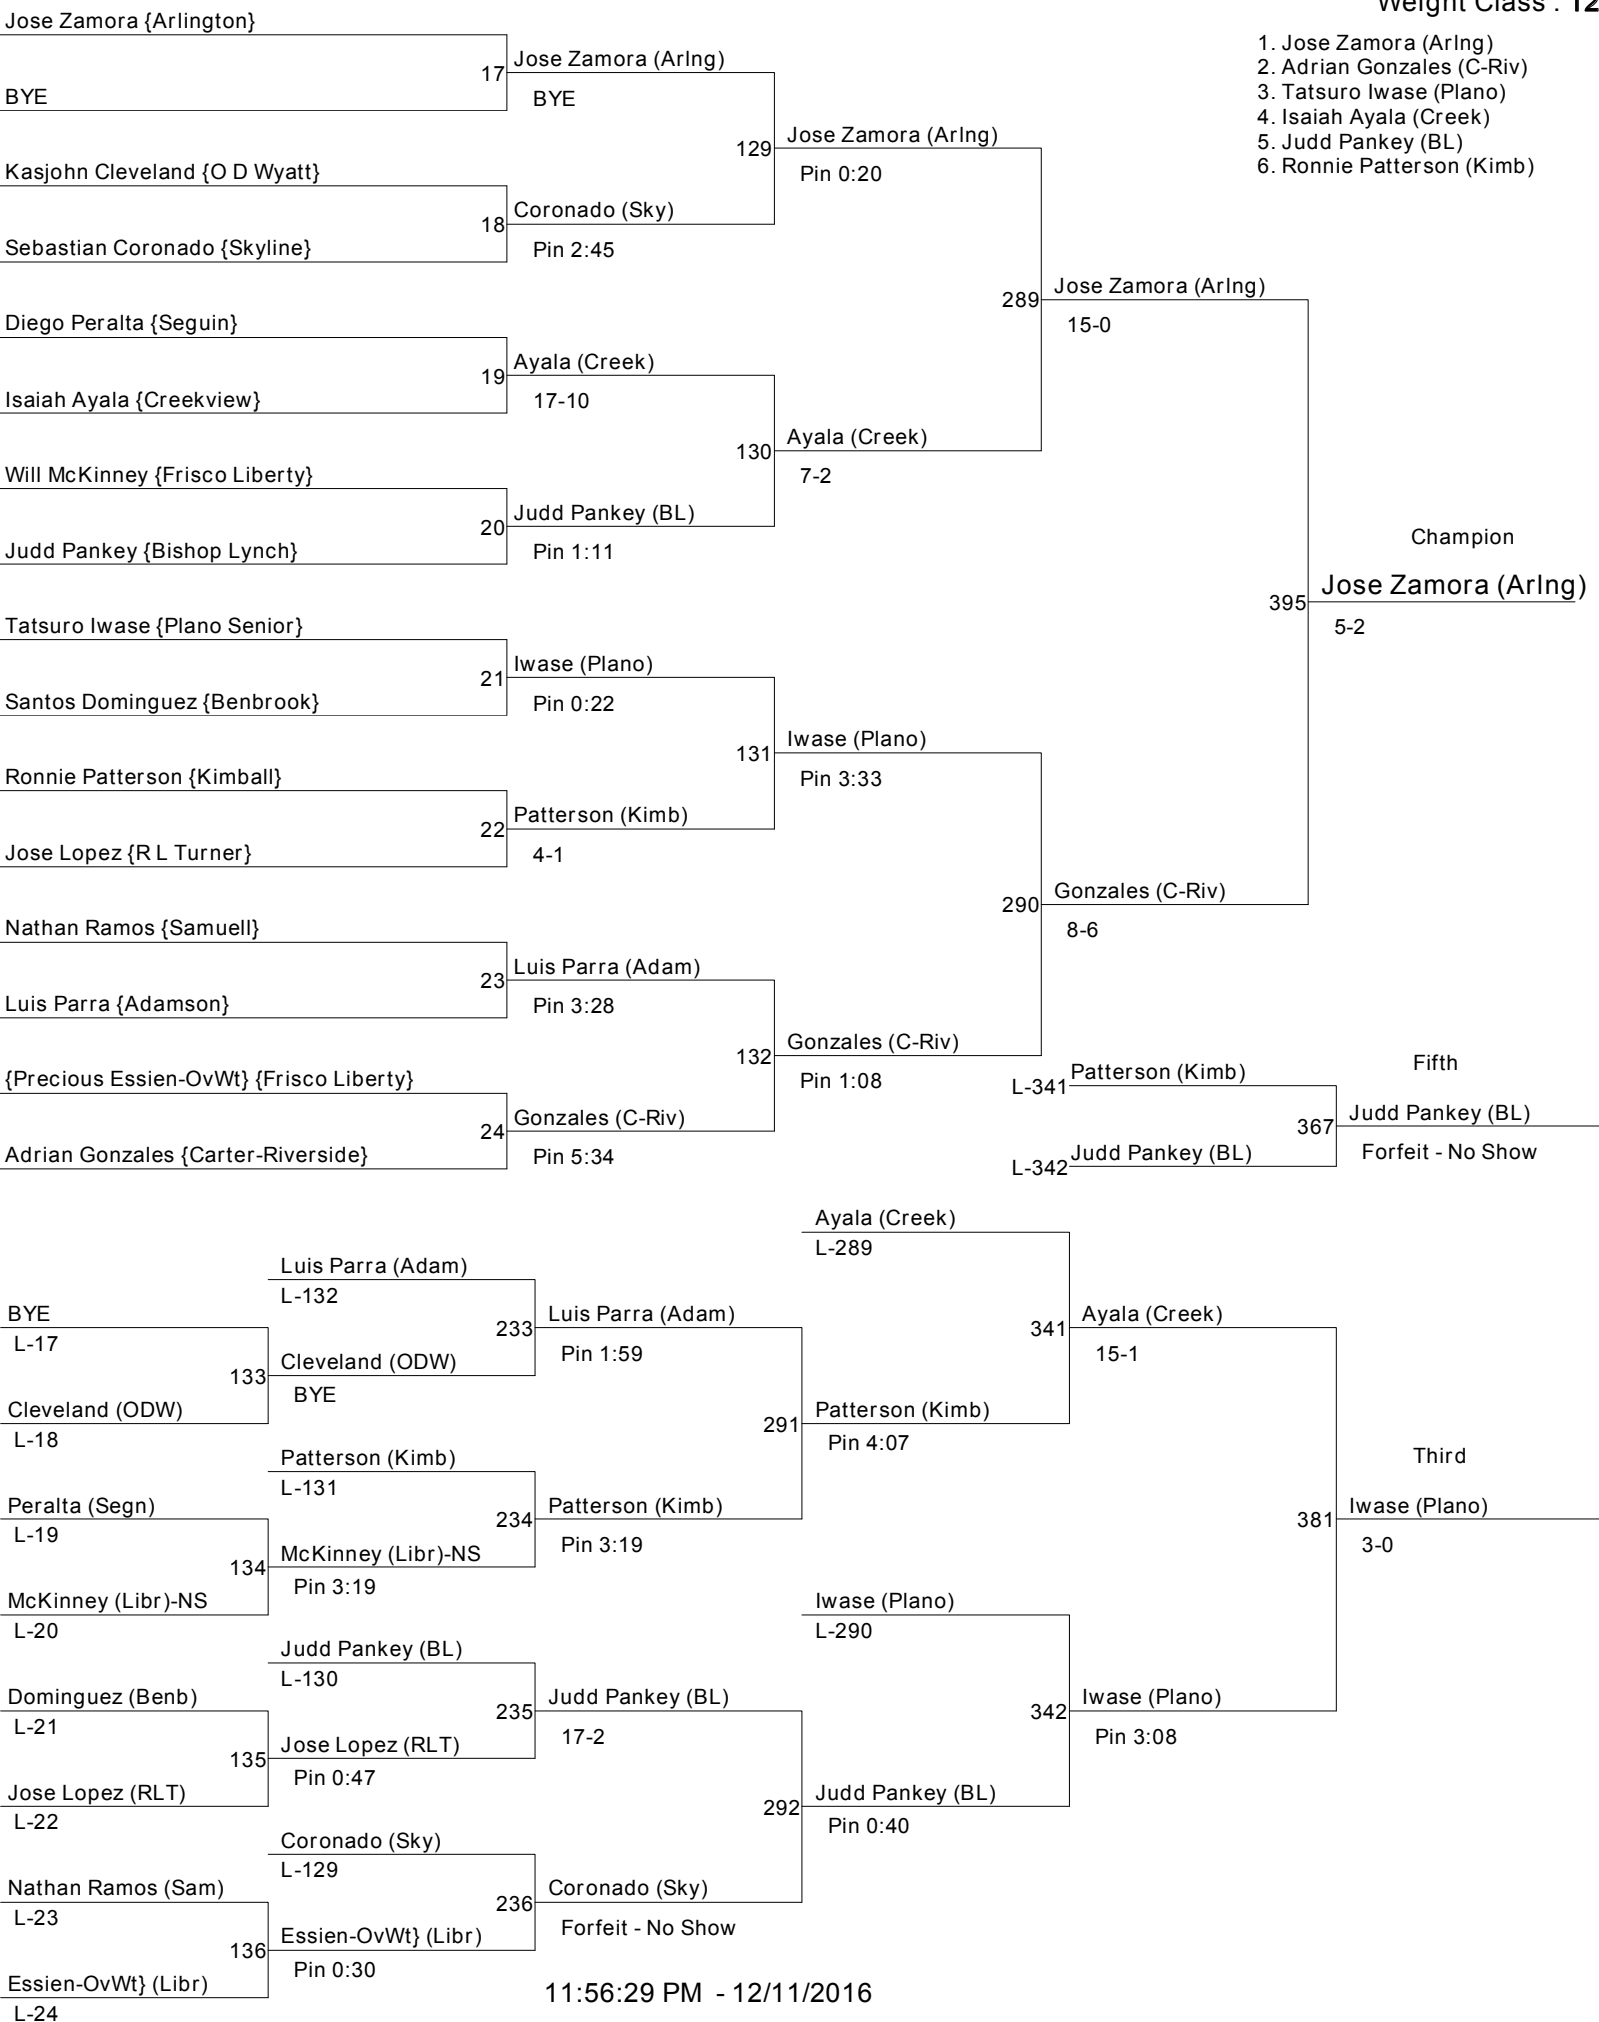 Weight Class : 12
1. Jose Zamora (Arlng)
2. Adrian Gonzales (C-Riv)
3. Tatsuro Iwase (Plano)
4. Isaiah Ayala (Creek)
5. Judd Pankey (BL)
6. Ronnie Patterson (Kimb)
Jose Zamora {Arlington}
17
Jose Zamora (Arlng)
BYE
BYE
129
Jose Zamora (Arlng)
Pin 0:20
Kasjohn Cleveland {O D Wyatt}
18
Coronado (Sky)
Pin 2:45
Sebastian Coronado {Skyline}
289
Jose Zamora (Arlng)
15-0
Diego Peralta {Seguin}
19
Ayala (Creek)
17-10
Isaiah Ayala {Creekview}
130
Ayala (Creek)
7-2
Will McKinney {Frisco Liberty}
20
Judd Pankey (BL)
Pin 1:11
Judd Pankey {Bishop Lynch}
Champion
395
Jose Zamora (Arlng)
5-2
Tatsuro Iwase {Plano Senior}
21
Iwase (Plano)
Pin 0:22
Santos Dominguez {Benbrook}
131
Iwase (Plano)
Pin 3:33
Ronnie Patterson {Kimball}
22
Patterson (Kimb)
4-1
Jose Lopez {R L Turner}
290
Gonzales (C-Riv)
8-6
Nathan Ramos {Samuell}
23
Luis Parra (Adam)
Pin 3:28
Luis Parra {Adamson}
132
Gonzales (C-Riv)
Pin 1:08
{Precious Essien-OvWt} {Frisco Liberty}
24
Gonzales (C-Riv)
Pin 5:34
Adrian Gonzales {Carter-Riverside}
Fifth
L-341
Patterson (Kimb)
367
Judd Pankey (BL)
Forfeit - No Show
L-342
Judd Pankey (BL)
Ayala (Creek)
L-289
Luis Parra (Adam)
L-132
BYE
L-17
233
Luis Parra (Adam)
Pin 1:59
341
Ayala (Creek)
15-1
133
Cleveland (ODW)
BYE
Cleveland (ODW)
L-18
291
Patterson (Kimb)
Pin 4:07
Patterson (Kimb)
L-131
Third
Peralta (Segn)
L-19
234
Patterson (Kimb)
Pin 3:19
381
Iwase (Plano)
3-0
134
McKinney (Libr)-NS
Pin 3:19
McKinney (Libr)-NS
L-20
Iwase (Plano)
L-290
Judd Pankey (BL)
L-130
Dominguez (Benb)
L-21
235
Judd Pankey (BL)
17-2
342
Iwase (Plano)
Pin 3:08
135
Jose Lopez (RLT)
Pin 0:47
Jose Lopez (RLT)
L-22
292
Judd Pankey (BL)
Pin 0:40
Coronado (Sky)
L-129
Nathan Ramos (Sam)
L-23
236
Coronado (Sky)
Forfeit - No Show
136
Essien-OvWt} (Libr)
Pin 0:30
Essien-OvWt} (Libr)
L-24
11:56:29 PM - 12/11/2016